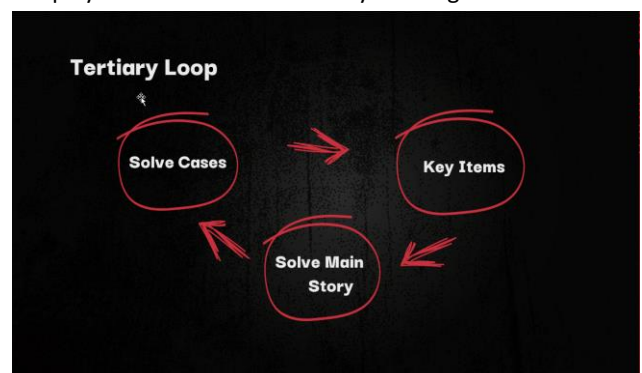 Tertiary Loop
Solve Cases
Key Items
Solve Main
Story